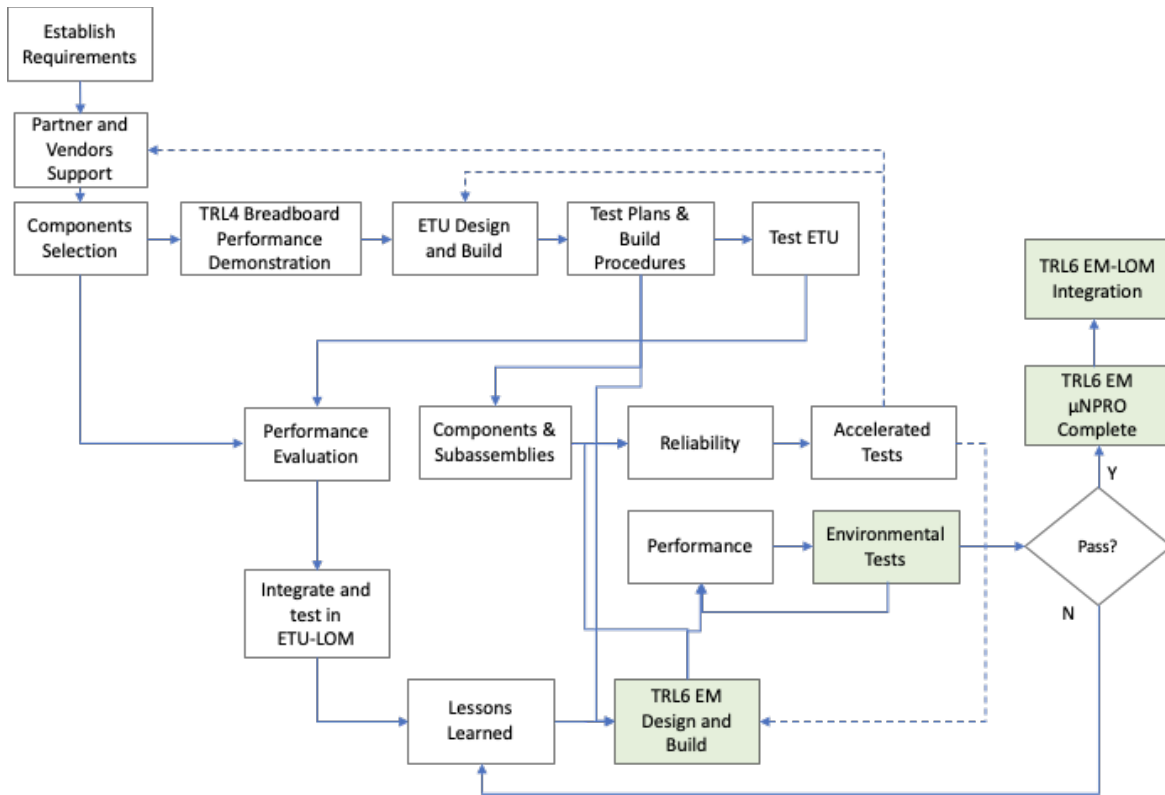 Establish
Requirements
Partner and
Vendors
Support
Components
Selection
TRL4 Breadboard
Performance
Demonstration
ETU Design
and Build
Test Plans &
Build
Procedures
Test ETU
TRL6 EM-LOM
Integration
TRL6 EM
µNPRO
Complete
Performance
Evaluation
Components &
Subassemblies
Reliability
Accelerated
Tests
Y
Performance
Environmental
Tests
Pass?
N
Integrate and
test in
ETU-LOM
Lessons
Learned
TRL6 EM
Design and
Build